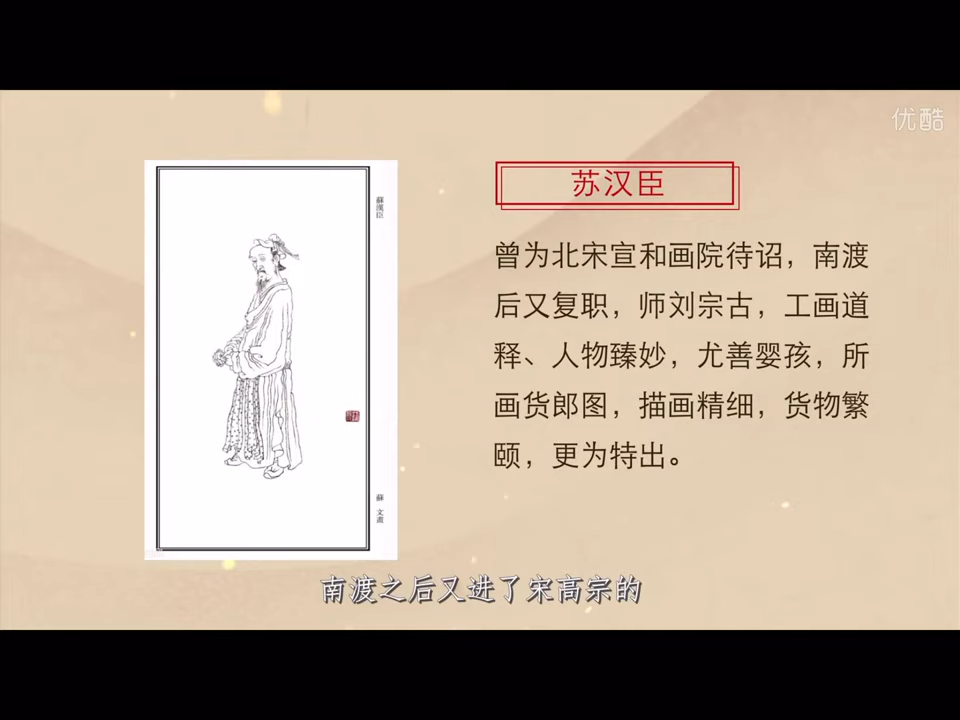 优酷
蘇漢臣
蘇文畫
苏汉臣
曾为北宋宣和画院待诏，南渡
后又复职，师刘宗古，工画道
释、人物臻妙，尤善婴孩，所
画货郎图，描画精细，货物繁
颐，更为特出。
南渡之后又进了宋高宗的